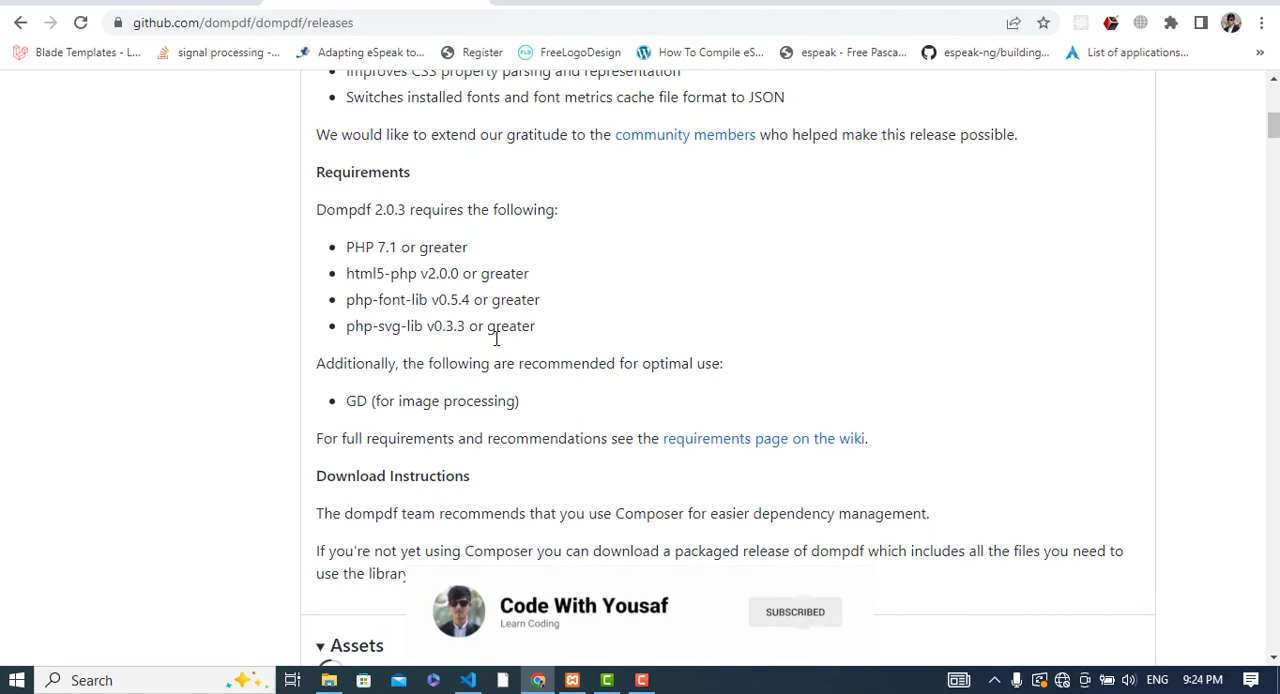 github.com/dompdf/dompdf/releases
Blade Templates - L...
signal processing -...
Adapting eSpeak to...
Register
FreeLogoDesign
How To Compile eS...
espeak - Free Pasca...
espeak-ng/building...
List of applications...
»
Improves CSS property parsing and representation
Switches installed fonts and font metrics cache file format to JSON
We would like to extend our gratitude to the community members who helped make this release possible.
Requirements
Dompdf 2.0.3 requires the following:
PHP 7.1 or greater
html5-php v2.0.0 or greater
php-font-lib v0.5.4 or greater
php-svg-lib v0.3.3 or greater
Additionally, the following are recommended for optimal use:
GD (for image processing)
For full requirements and recommendations see the requirements page on the wiki.
Download Instructions
The dompdf team recommends that you use Composer for easier dependency management.
If you're not yet using Composer you can download a packaged release of dompdf which includes all the files you need to
use the library
Code With Yousaf
Learn Coding
SUBSCRIBED
Assets
Search
ENG
9:24 PM